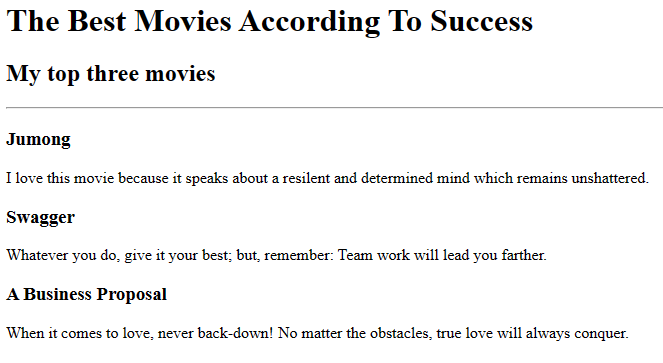 The Best Movies According To Success
My top three movies
Jumong
I love this movie because it speaks about a resilent and determined mind which remains unshattered.
Swagger
Whatever you do, give it your best; but, remember: Team work will lead you farther.
A Business Proposal
When it comes to love, never back-down! No matter the obstacles, true love will always conquer.